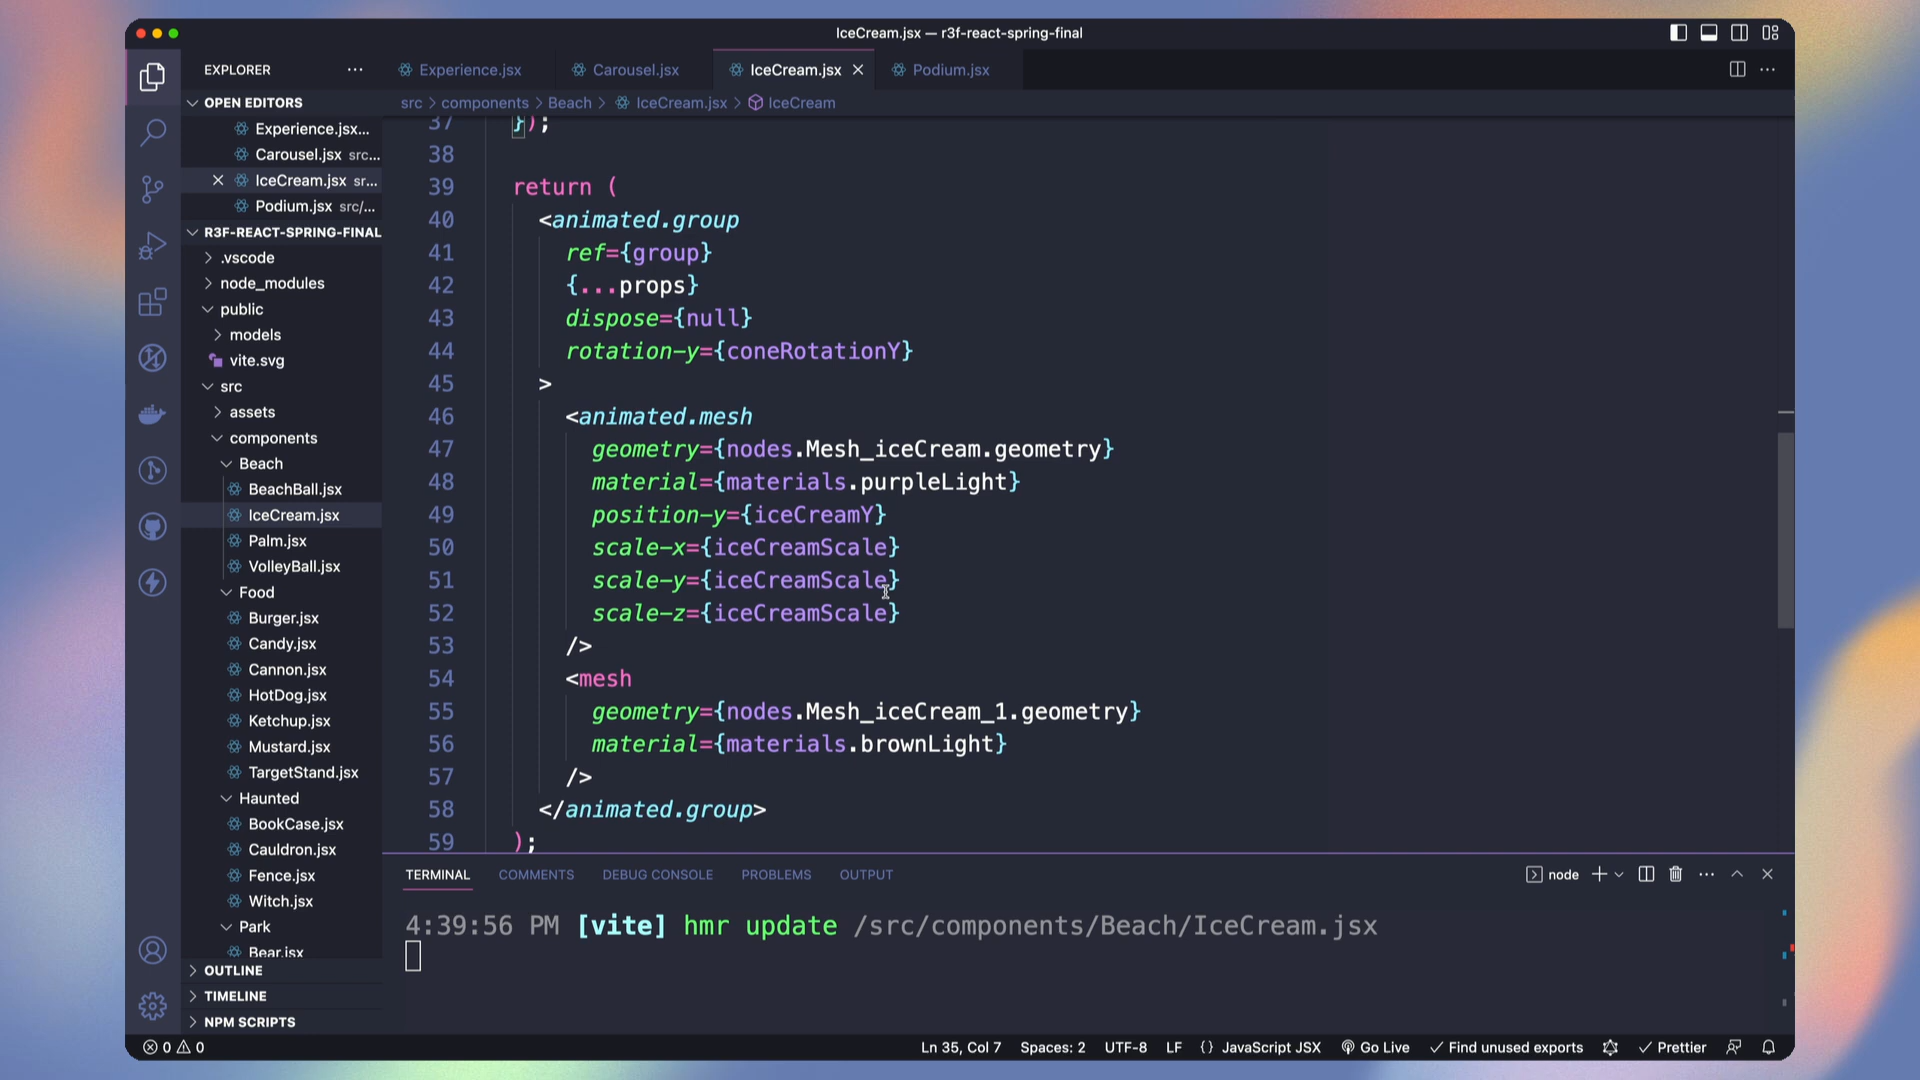 IceCream.jsx — r3f-react-spring-final
EXPLORER
OPEN EDITORS
Experience.jsx...
Carousel.jsx src...
IceCream.jsx sr...
Podium.jsx src/...
R3F-REACT-SPRING-FINAL
.vscode
node_modules
public
models
vite.svg
src
assets
components
Beach
BeachBall.jsx
IceCream.jsx
Palm.jsx
VolleyBall.jsx
Food
Burger.jsx
Candy.jsx
Cannon.jsx
HotDog.jsx
Ketchup.jsx
Mustard.jsx
TargetStand.jsx
Haunted
BookCase.jsx
Cauldron.jsx
Fence.jsx
Witch.jsx
Park
Bear.jsx
OUTLINE
TIMELINE
NPM SCRIPTS
Experience.jsx Carousel.jsx IceCream.jsx Podium.jsx
src > components > Beach > IceCream.jsx > IceCream
37 });
38
39 return (
40 <animated.group
41 ref={group}
42 {...props}
43 dispose={null}
44 rotation-y={coneRotationY}
45 >
46 <animated.mesh
47 geometry={nodes.Mesh_iceCream.geometry}
48 material={materials.purpleLight}
49 position-y={iceCreamY}
50 scale-x={iceCreamScale}
51 scale-y={iceCreamScale}
52 scale-z={iceCreamScale}
53 />
54 <mesh
55 geometry={nodes.Mesh_iceCream_1.geometry}
56 material={materials.brownLight}
57 />
58 </animated.group>
59 );
TERMINAL COMMENTS DEBUG CONSOLE PROBLEMS OUTPUT node
4:39:56 PM [vite] hmr update /src/components/Beach/IceCream.jsx
0 0 Ln 35, Col 7 Spaces: 2 UTF-8 LF {} JavaScript JSX Go Live Find unused exports Prettier